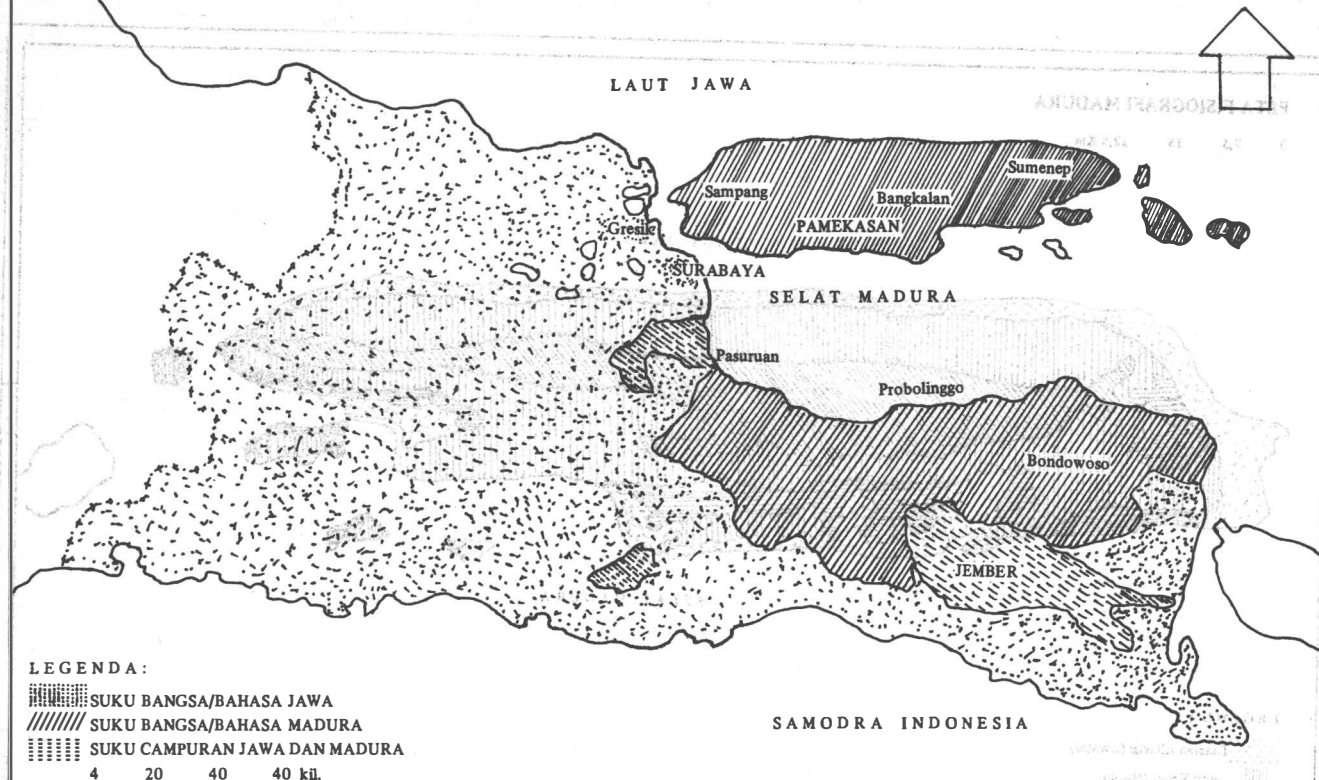 LAUT JAWA
Sumenep
Sampang
Bangkalan
PAMEKASAN
Gresik
SURABAYA
SELAT MADURA
Pasuruan
Probolinggo
Bondowoso
JEMBER
LEGENDA:
SUKU BANGSA/BAHASA JAWA
SUKU BANGSA/BAHASA MADURA
SUKU CAMPURAN JAWA DAN MADURA
4 20 40 40 kil.
SAMODRA INDONESIA